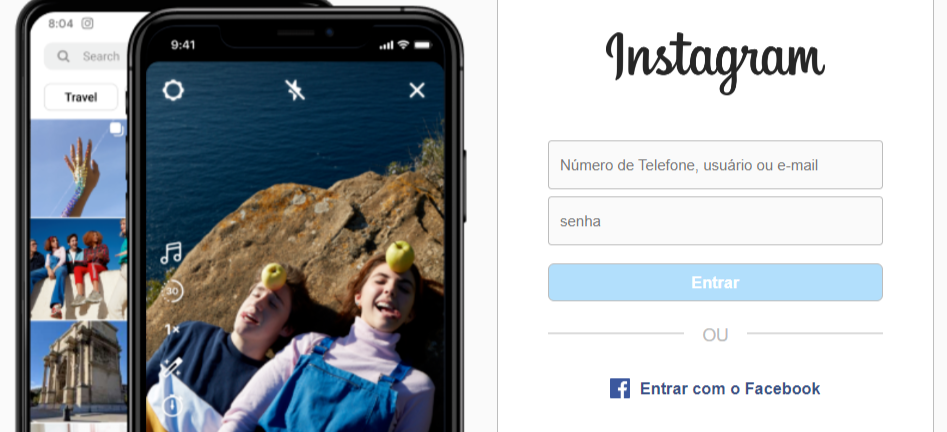 8:04
Search
Travel
9:41
30
1×
Instagram
Número de Telefone, usuário ou e-mail
senha
Entrar
OU
Entrar com o Facebook